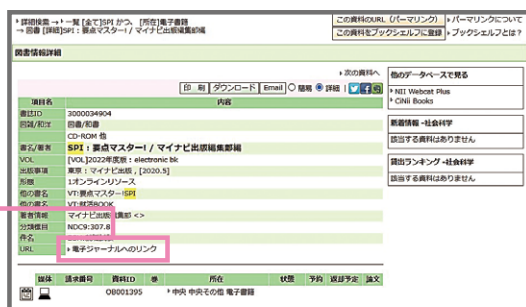 詳細検索 → 一覧 [全て]SPI かつ、 [所在]電子書籍
→ 図書 [詳細]SPI : 要点マスター! / マイナビ出版編集部編
この資料のURL (パーマリンク)
パーマリンクについて
この資料をブックシェルフに登録
ブックシェルフとは?
図書情報詳細
次の資料へ
印 刷 ダウンロード Email 簡易 詳細
項目名 内容
書誌ID 3000034904
図雑/和洋 図書/和書
CD-ROM 他
書名/著者 SPI : 要点マスター! / マイナビ出版編集部編
VOL [VOL]2022年度版 : electronic bk
出版事項 東京 : マイナビ出版 , [2020.5]
形態 1オンラインリソース
他の書名 VT:要点マスター!SPI
他の書名 VT:就活BOOK
著者情報 マイナビ出版編集部 <>
分類標目 NDC9:307.8
件名
URL 電子ジャーナルへのリンク
媒体 請求番号 資料ID 巻 所在 状態 予約 返却予定 論文
OB001395 中央 中央その他 電子書籍
他のデータベースで見る
NII Webcat Plus
CiNii Books
新着情報 -社会科学
該当する資料はありません
貸出ランキング -社会科学
該当する資料はありません